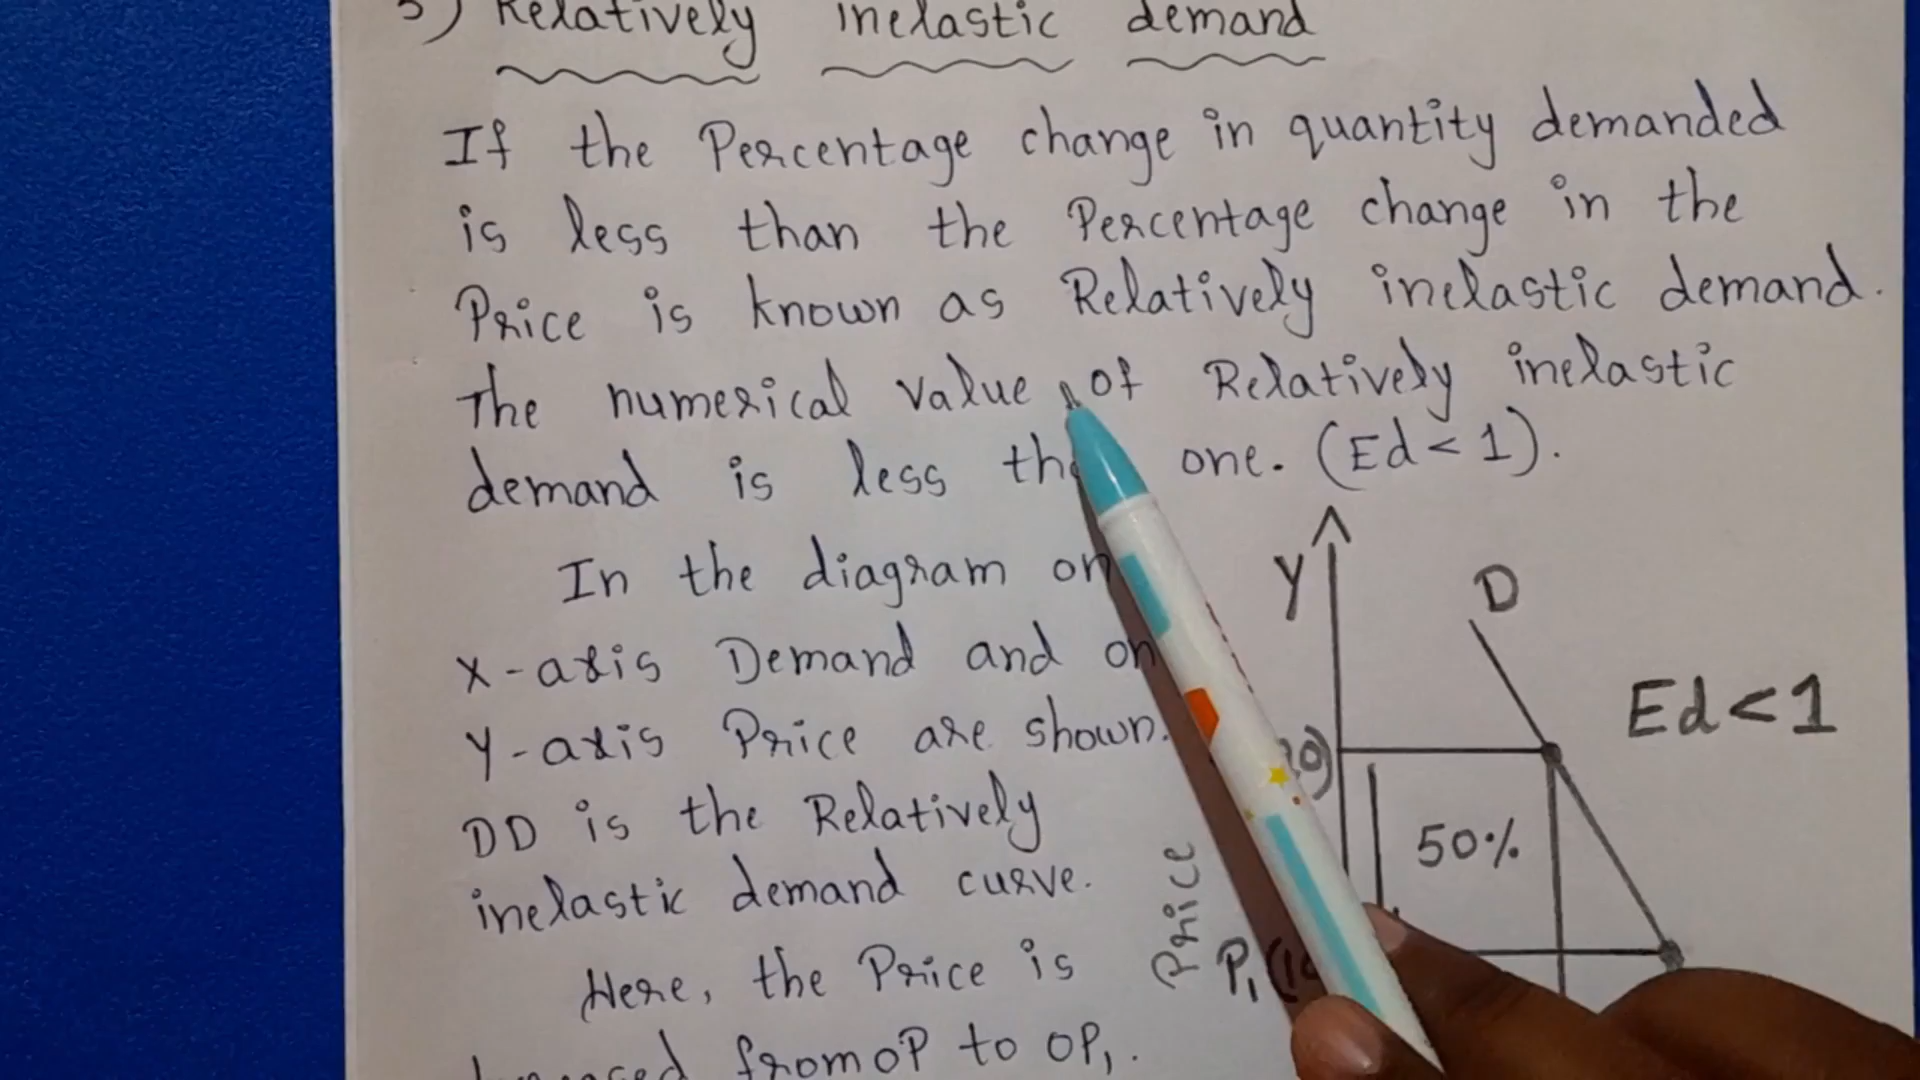 Relatively inelastic demand
If the Percentage change in quantity demanded
is less than the Percentage change in the
Price is known as Relatively inelastic demand.
The numerical value of Relatively inelastic
demand is less one. (Ed < 1).
In the diagram on
X-axis Demand and on
Y-axis Price are shown.
DD is the Relatively
inelastic demand curve.
Here, the Price is
from OP to OP₁.
Y
D
Ed < 1
50%
Price
P₁